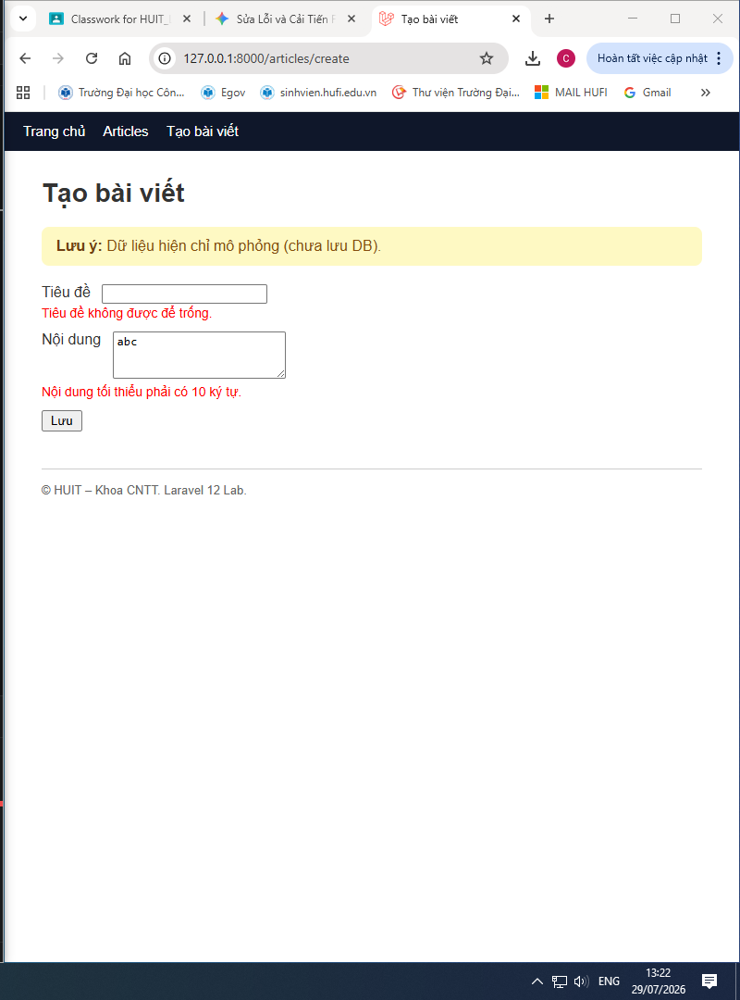 Classwork for HUIT_
Sửa Lỗi và Cải Tiến
Tạo bài viết
127.0.0.1:8000/articles/create
C
Hoàn tất việc cập nhật
Trường Đại học Côn...
Egov
sinhvien.hufi.edu.vn
Thư viện Trường Đại...
MAIL HUFI
Gmail
Trang chủ
Articles
Tạo bài viết
Tạo bài viết
Lưu ý: Dữ liệu hiện chỉ mô phỏng (chưa lưu DB).
Tiêu đề
Tiêu đề không được để trống.
Nội dung
abc
Nội dung tối thiểu phải có 10 ký tự.
Lưu
© HUIT – Khoa CNTT. Laravel 12 Lab.
ENG
13:22
29/07/2026